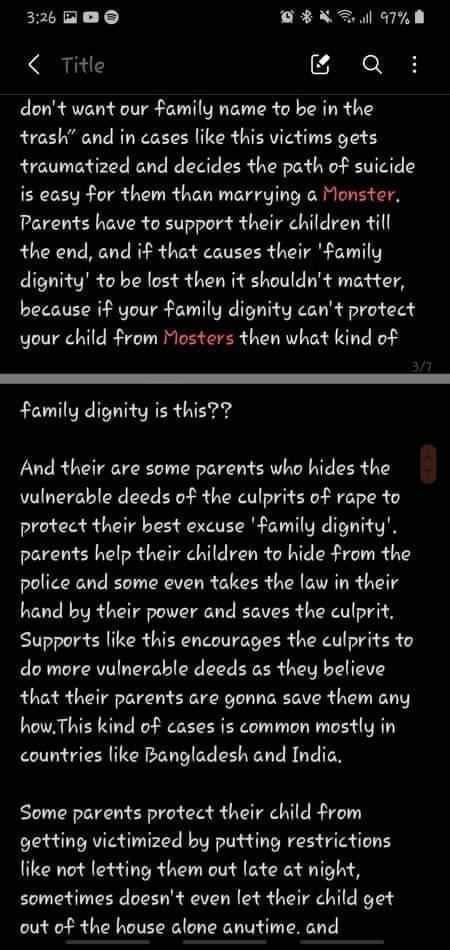 3:26
97%
Title
don't want our family name to be in the
trash” and in cases like this victims gets
traumatized and decides the path of suicide
is easy for them than marrying a Monster.
Parents have to support their children till
the end, and if that causes their 'family
dignity' to be lost then it shouldn't matter,
because if your family dignity can't protect
your child from Mosters then what kind of
3/7
family dignity is this??
And their are some parents who hides the
vulnerable deeds of the culprits of rape to
protect their best excuse 'family dignity'.
parents help their children to hide from the
police and some even takes the law in their
hand by their power and saves the culprit.
Supports like this encourages the culprits to
do more vulnerable deeds as they believe
that their parents are gonna save them any
how.This kind of cases is common mostly in
countries like Bangladesh and India.
Some parents protect their child from
getting victimized by putting restrictions
like not letting them out late at night,
sometimes doesn't even let their child get
out of the house alone anytime. and